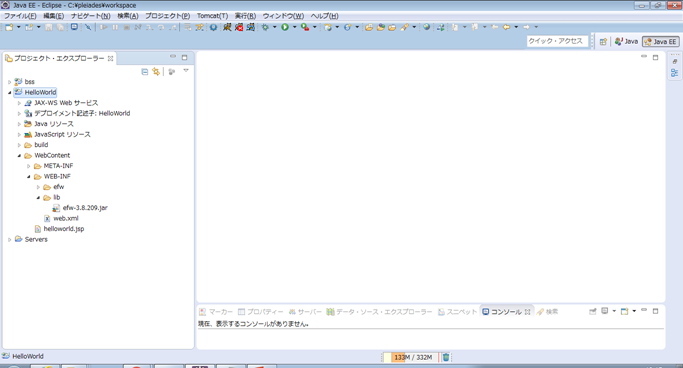 Java EE - Eclipse - C:¥pleiades¥workspace
ファイル(F) 編集(E) ナビゲート(N) 検索(A) プロジェクト(P) Tomcat(T) 実行(R) ウィンドウ(W) ヘルプ(H)
クイック・アクセス
Java
Java EE
プロジェクト・エクスプローラー
bss
HelloWorld
JAX-WS Web サービス
デプロイメント記述子: HelloWorld
Java リソース
JavaScript リソース
build
WebContent
META-INF
WEB-INF
efw
lib
efw-3.8.209.jar
web.xml
helloworld.jsp
Servers
マーカー プロパティー サーバー データ・ソース・エクスプローラー スニペット コンソール 検索
現在、表示するコンソールがありません。
HelloWorld
133M / 332M